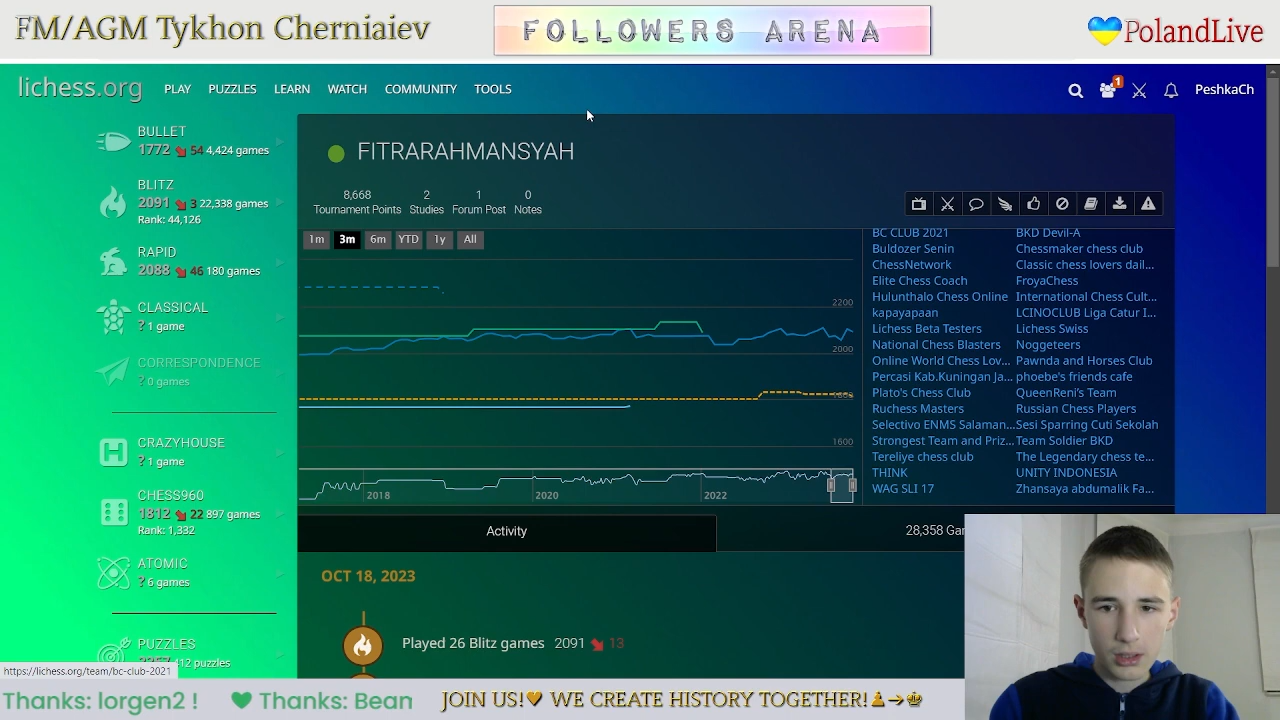 FM/AGM Tykhon Cherniaiev
FOLLOWERS ARENA
PolandLive
lichess.org PLAY PUZZLES LEARN WATCH COMMUNITY TOOLS 1 PeshkaCh
BULLET
1772 54 4,424 games
BLITZ
2091 3 22,338 games
Rank: 44,126
RAPID
2088 46 180 games
CLASSICAL
? 1 game
CORRESPONDENCE
? 0 games
CRAZYHOUSE
? 1 game
CHESS960
1812 22 897 games
Rank: 1,332
ATOMIC
? 6 games
PUZZLES
412 puzzles
https://lichess.org/team/bc-club-2021
FITRARAHMANSYAH
8,668 2 1 0
Tournament Points Studies Forum Post Notes
1m 3m 6m YTD 1y All
2200
2000
1600
2018 2020 2022
BC CLUB 2021 BKD Devil-A
Buldozer Senin Chessmaker chess club
ChessNetwork Classic chess lovers dail...
Elite Chess Coach FroyaChess
Hulunthalo Chess Online International Chess Cult...
kapayapaan LCINOCLUB Liga Catur I...
Lichess Beta Testers Lichess Swiss
National Chess Blasters Noggeteers
Online World Chess Lov... Pawnda and Horses Club
Percasi Kab.Kuningan Ja... phoebe's friends cafe
Plato's Chess Club QueenReni's Team
Ruchess Masters Russian Chess Players
Selectivo ENMS Salaman... Sesi Sparring Cuti Sekolah
Strongest Team and Priz... Team Soldier BKD
Tereliye chess club The Legendary chess te...
THINK UNITY INDONESIA
WAG SLI 17 Zhansaya abdumalik Fa...
Activity 28,358 Gam
OCT 18, 2023
Played 26 Blitz games 2091 13
Thanks: lorgen2 ! Thanks: Bean JOIN US! WE CREATE HISTORY TOGETHER!